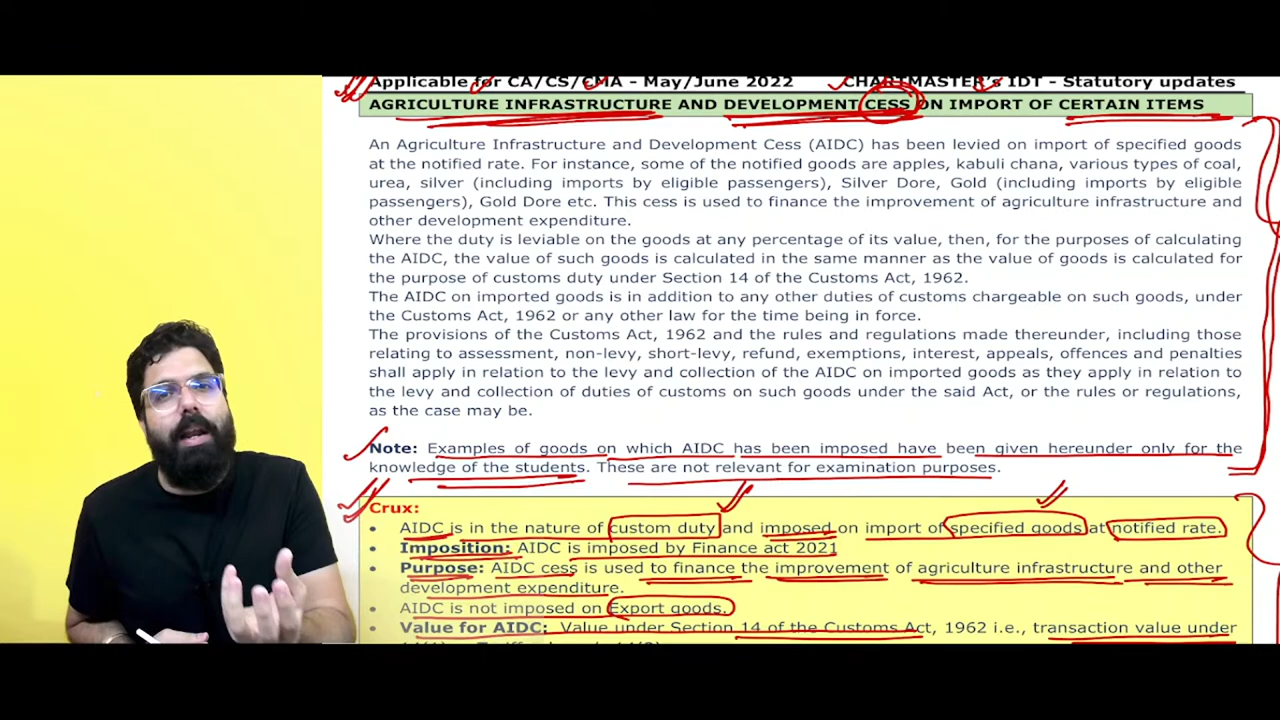 Applicable for CA/CS/CMA - May/June 2022 CHARTMASTER's IDT - Statutory updates
AGRICULTURE INFRASTRUCTURE AND DEVELOPMENT CESS ON IMPORT OF CERTAIN ITEMS
An Agriculture Infrastructure and Development Cess (AIDC) has been levied on import of specified goods
at the notified rate. For instance, some of the notified goods are apples, kabuli chana, various types of coal,
urea, silver (including imports by eligible passengers), Silver Dore, Gold (including imports by eligible
passengers), Gold Dore etc. This cess is used to finance the improvement of agriculture infrastructure and
other development expenditure.
Where the duty is leviable on the goods at any percentage of its value, then, for the purposes of calculating
the AIDC, the value of such goods is calculated in the same manner as the value of goods is calculated for
the purpose of customs duty under Section 14 of the Customs Act, 1962.
The AIDC on imported goods is in addition to any other duties of customs chargeable on such goods, under
the Customs Act, 1962 or any other law for the time being in force.
The provisions of the Customs Act, 1962 and the rules and regulations made thereunder, including those
relating to assessment, non-levy, short-levy, refund, exemptions, interest, appeals, offences and penalties
shall apply in relation to the levy and collection of the AIDC on imported goods as they apply in relation to
the levy and collection of duties of customs on such goods under the said Act, or the rules or regulations,
as the case may be.
Note: Examples of goods on which AIDC has been imposed have been given hereunder only for the
knowledge of the students. These are not relevant for examination purposes.
Crux:
• AIDC is in the nature of custom duty and imposed on import of specified goods at notified rate.
• Imposition: AIDC is imposed by Finance act 2021
• Purpose: AIDC cess is used to finance the improvement of agriculture infrastructure and other
development expenditure.
• AIDC is not imposed on Export goods.
• Value for AIDC: Value under Section 14 of the Customs Act, 1962 i.e., transaction value under